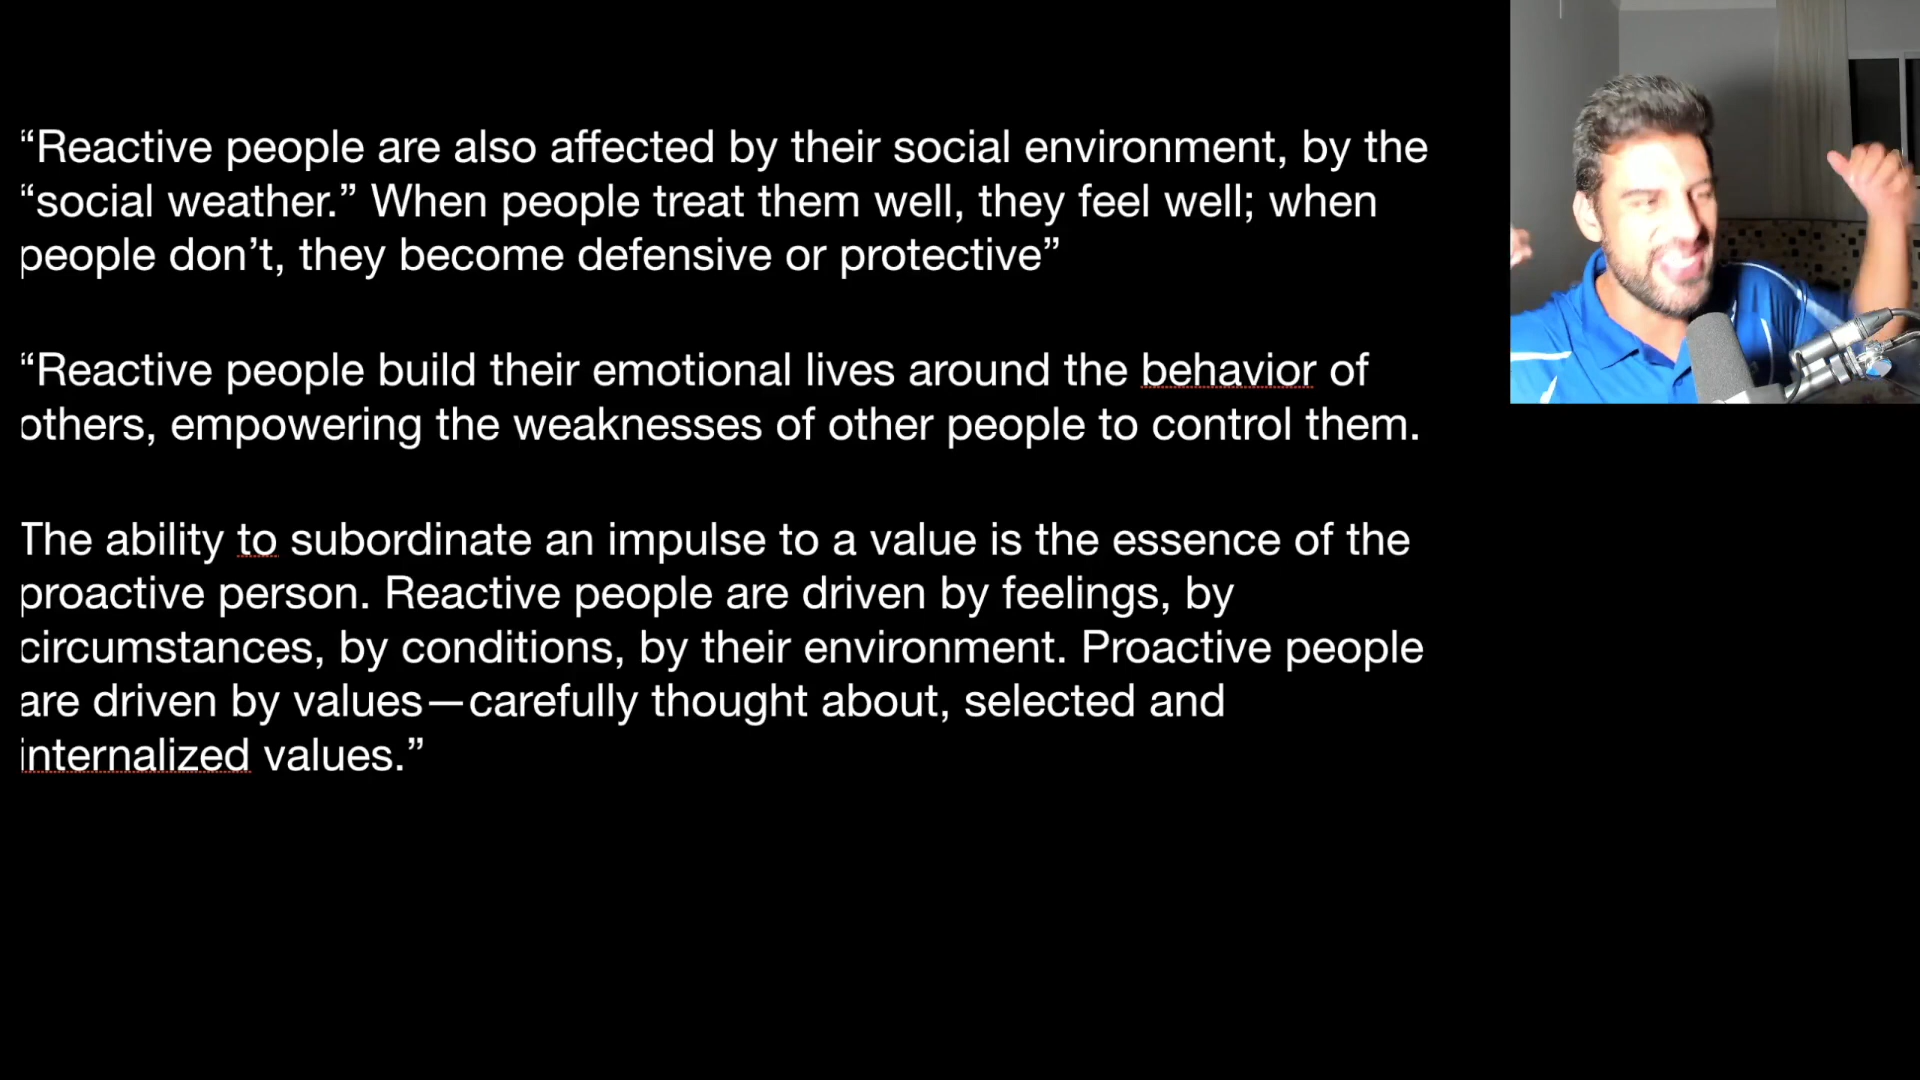 “Reactive people are also affected by their social environment, by the
“social weather.” When people treat them well, they feel well; when
people don’t, they become defensive or protective”
“Reactive people build their emotional lives around the behavior of
others, empowering the weaknesses of other people to control them.
The ability to subordinate an impulse to a value is the essence of the
proactive person. Reactive people are driven by feelings, by
circumstances, by conditions, by their environment. Proactive people
are driven by values—carefully thought about, selected and
internalized values.”